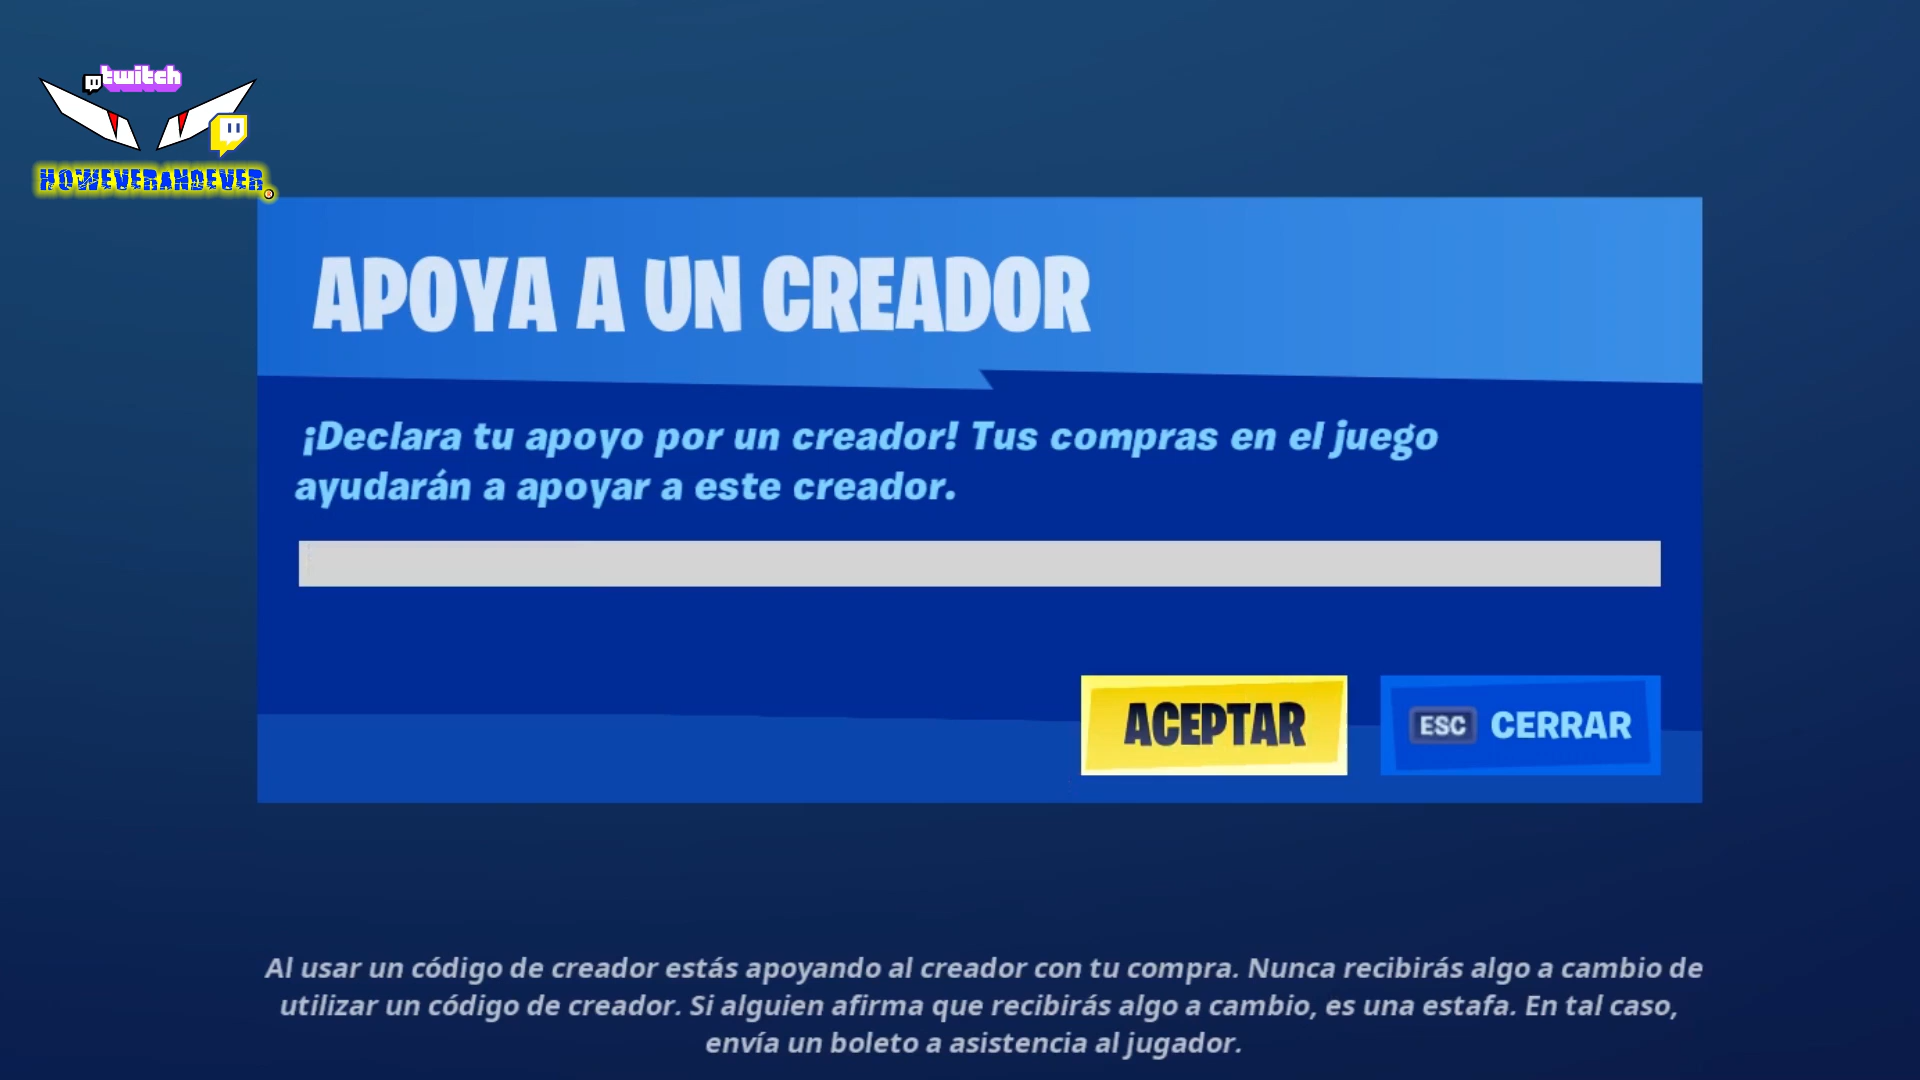 twitch
HOWEVERANDEVER
APOYA A UN CREADOR
¡Declara tu apoyo por un creador! Tus compras en el juego
ayudarán a apoyar a este creador.
ACEPTAR
ESC CERRAR
Al usar un código de creador estás apoyando al creador con tu compra. Nunca recibirás algo a cambio de
utilizar un código de creador. Si alguien afirma que recibirás algo a cambio, es una estafa. En tal caso,
envía un boleto a asistencia al jugador.